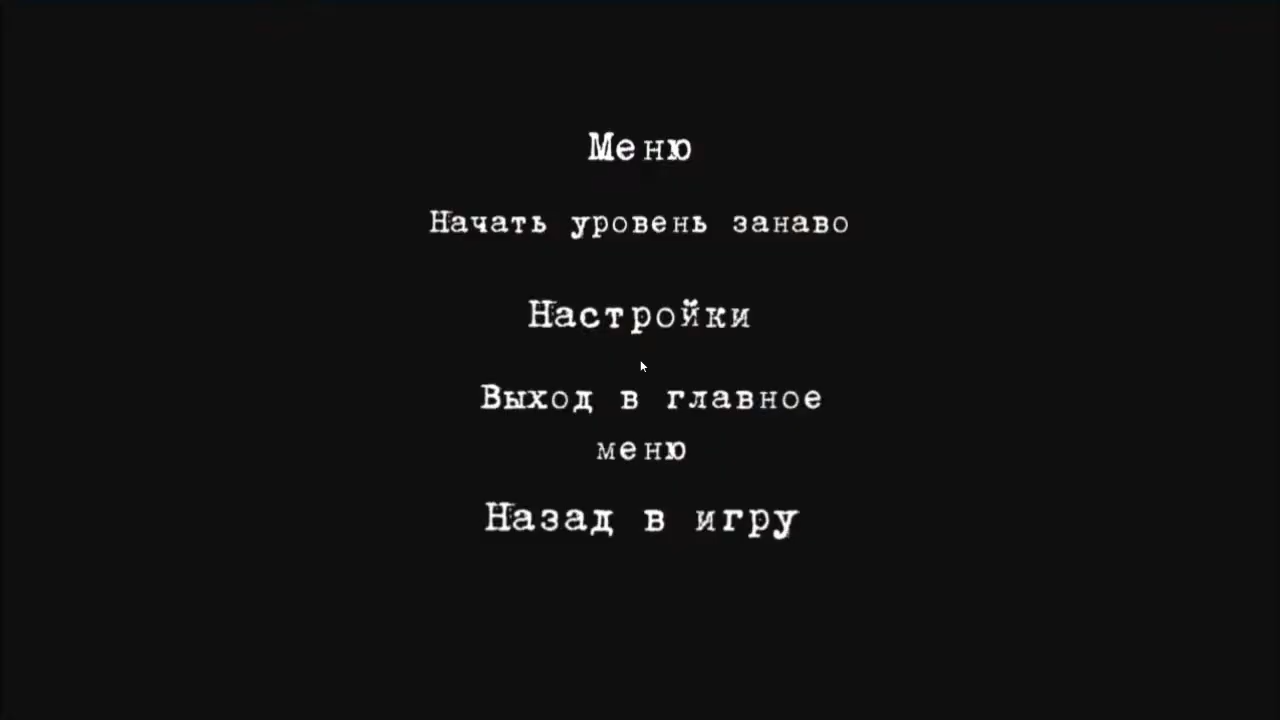 Меню
Начать уровень занаво
Настройки
Выход в главное
меню
Назад в игру